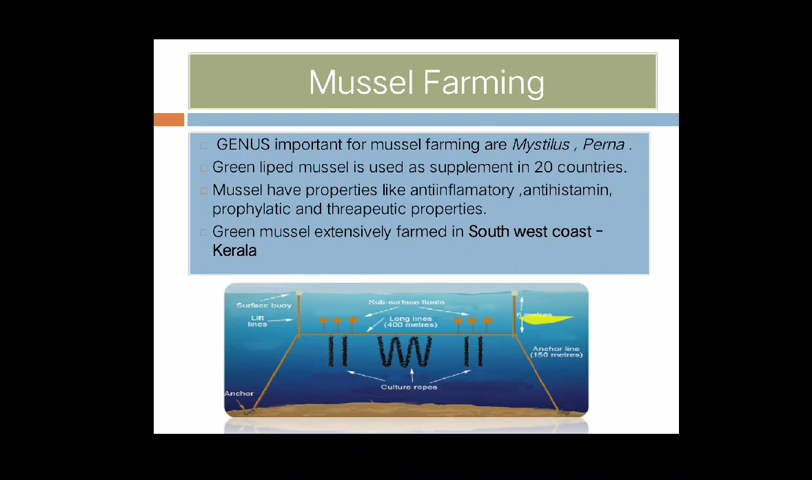 Mussel Farming
GENUS important for mussel farming are Mystilus , Perna .
Green liped mussel is used as supplement in 20 countries.
Mussel have properties like antiinflamatory ,antihistamin,
prophylatic and threapeutic properties.
Green mussel extensively farmed in South west coast -
Kerala
Surface buoy
Sub-surface floats
Lift
lines
Long lines
(400 metres)
metres
Anchor line
(150 metres)
Culture ropes
Anchor